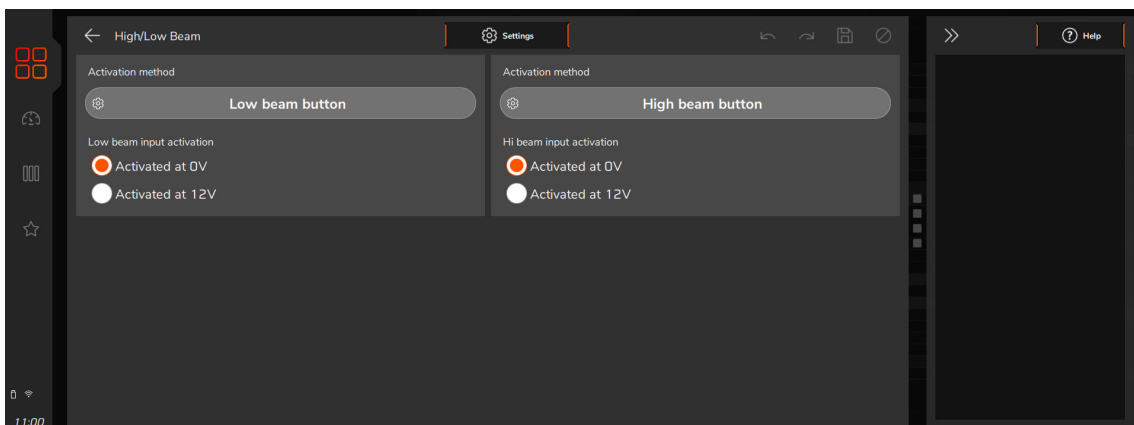 High/Low Beam
Settings
Help
Activation method
Low beam button
Low beam input activation
Activated at 0V
Activated at 12V
Activation method
High beam button
Hi beam input activation
Activated at 0V
Activated at 12V
11:00